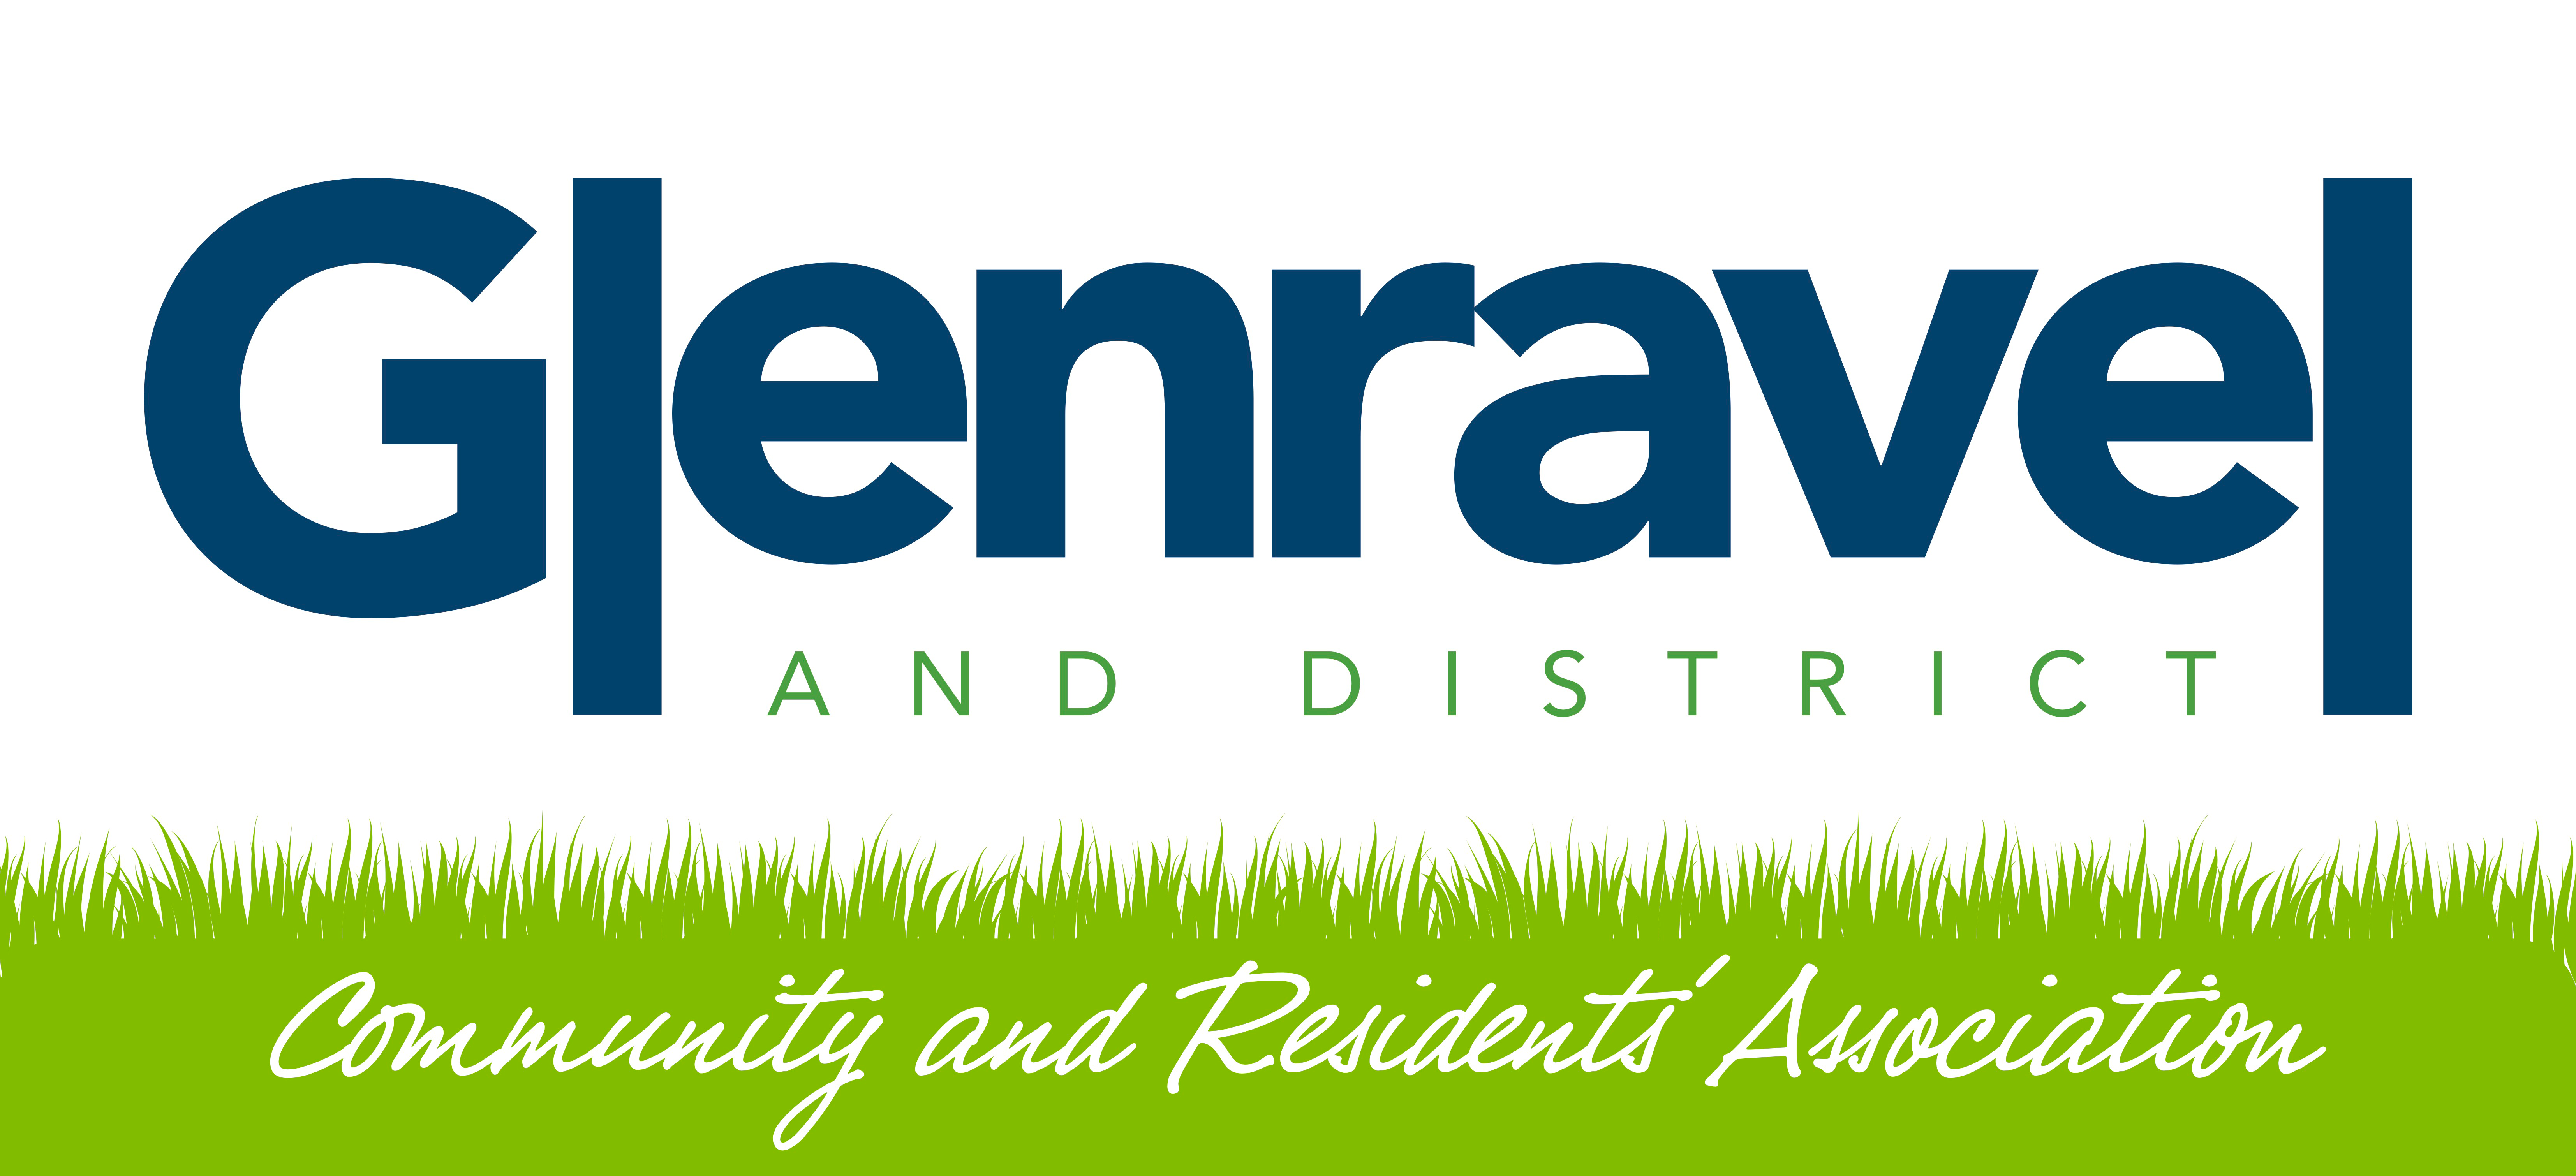 Glenravel
AND DISTRICT
Community and Residents' Association